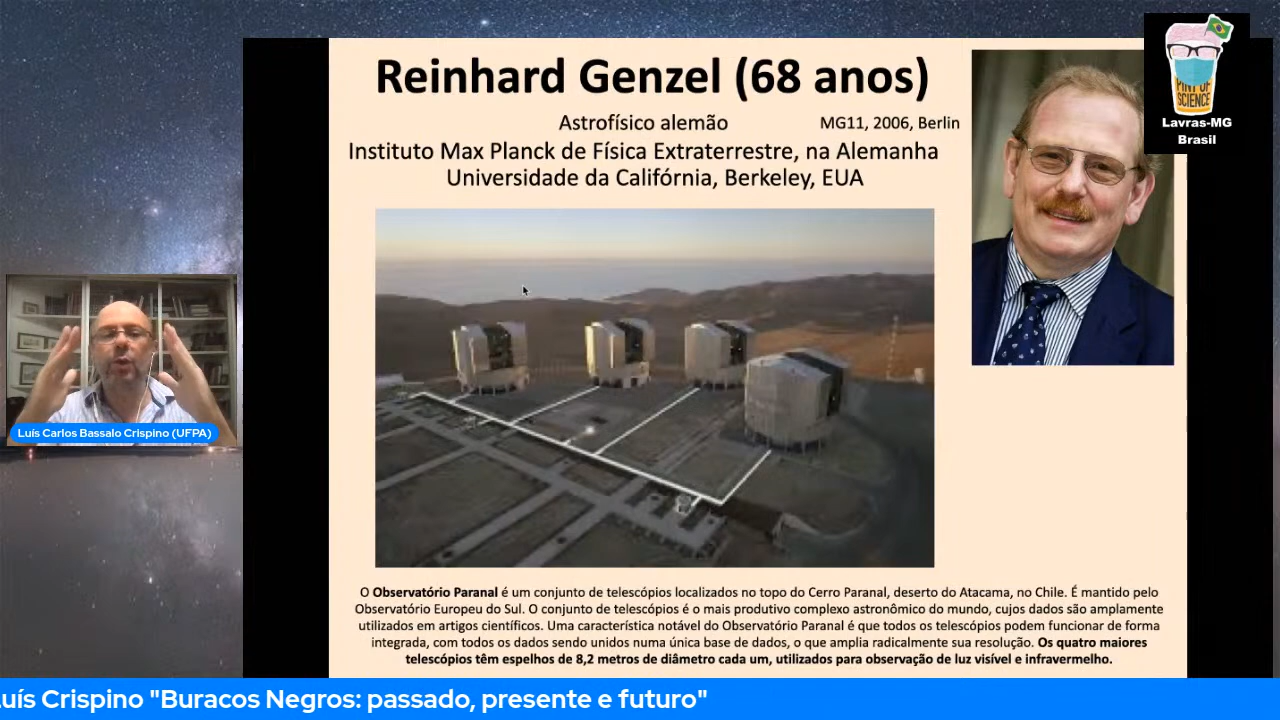 Reinhard Genzel (68 anos)
Astrofísico alemão
MG11, 2006, Berlin
Instituto Max Planck de Física Extraterrestre, na Alemanha
Universidade da Califórnia, Berkeley, EUA
PINT OF
SCIENCE
Lavras-MG
Brasil
Luís Carlos Bassalo Crispino (UFPA)
O Observatório Paranal é um conjunto de telescópios localizados no topo do Cerro Paranal, deserto do Atacama, no Chile. É mantido pelo
Observatório Europeu do Sul. O conjunto de telescópios é o mais produtivo complexo astronômico do mundo, cujos dados são amplamente
utilizados em artigos científicos. Uma característica notável do Observatório Paranal é que todos os telescópios podem funcionar de forma
integrada, com todos os dados sendo unidos numa única base de dados, o que amplia radicalmente sua resolução. Os quatro maiores
telescópios têm espelhos de 8,2 metros de diâmetro cada um, utilizados para observação de luz visível e infravermelho.
Luís Crispino "Buracos Negros: passado, presente e futuro"